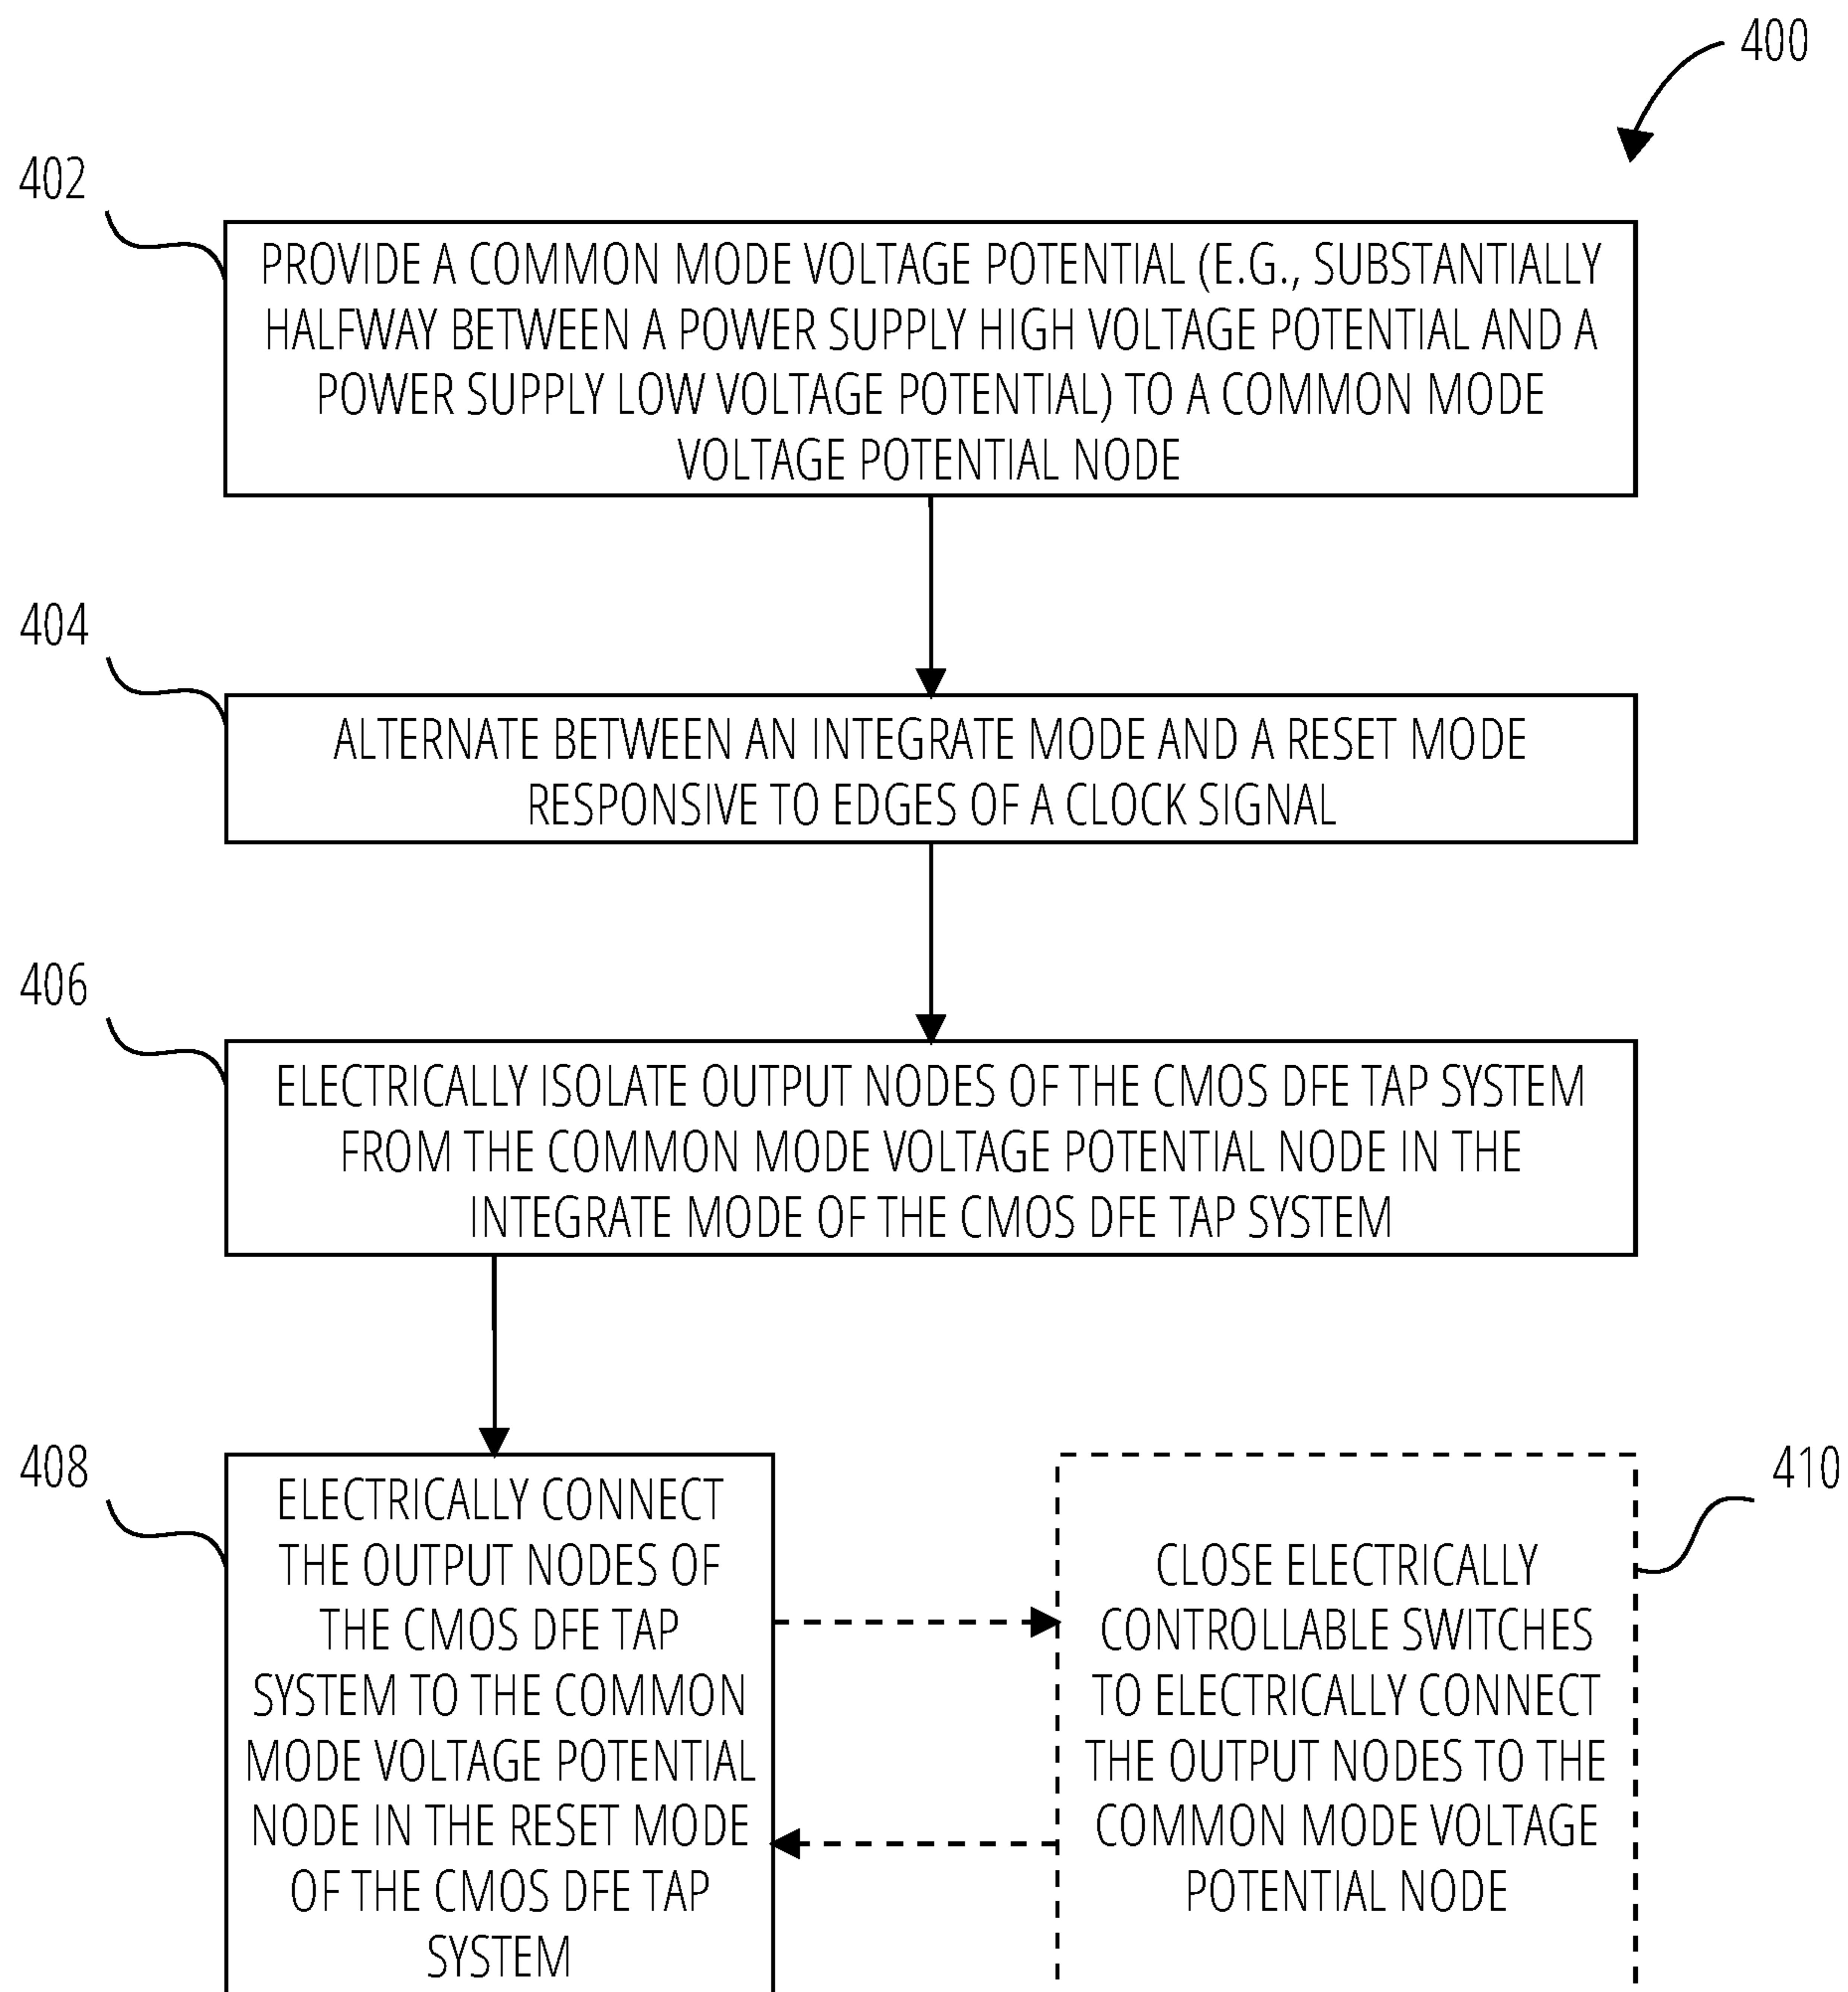 400
402
PROVIDE A COMMON MODE VOLTAGE POTENTIAL (E.G., SUBSTANTIALLY
HALFWAY BETWEEN A POWER SUPPLY HIGH VOLTAGE POTENTIAL AND A
POWER SUPPLY LOW VOLTAGE POTENTIAL) TO A COMMON MODE
VOLTAGE POTENTIAL NODE
404
ALTERNATE BETWEEN AN INTEGRATE MODE AND A RESET MODE
RESPONSIVE TO EDGES OF A CLOCK SIGNAL
406
ELECTRICALLY ISOLATE OUTPUT NODES OF THE CMOS DFE TAP SYSTEM
FROM THE COMMON MODE VOLTAGE POTENTIAL NODE IN THE
INTEGRATE MODE OF THE CMOS DFE TAP SYSTEM
408
ELECTRICALLY CONNECT
THE OUTPUT NODES OF
THE CMOS DFE TAP
SYSTEM TO THE COMMON
MODE VOLTAGE POTENTIAL
NODE IN THE RESET MODE
OF THE CMOS DFE TAP
SYSTEM
410
CLOSE ELECTRICALLY
CONTROLLABLE SWITCHES
TO ELECTRICALLY CONNECT
THE OUTPUT NODES TO THE
COMMON MODE VOLTAGE
POTENTIAL NODE